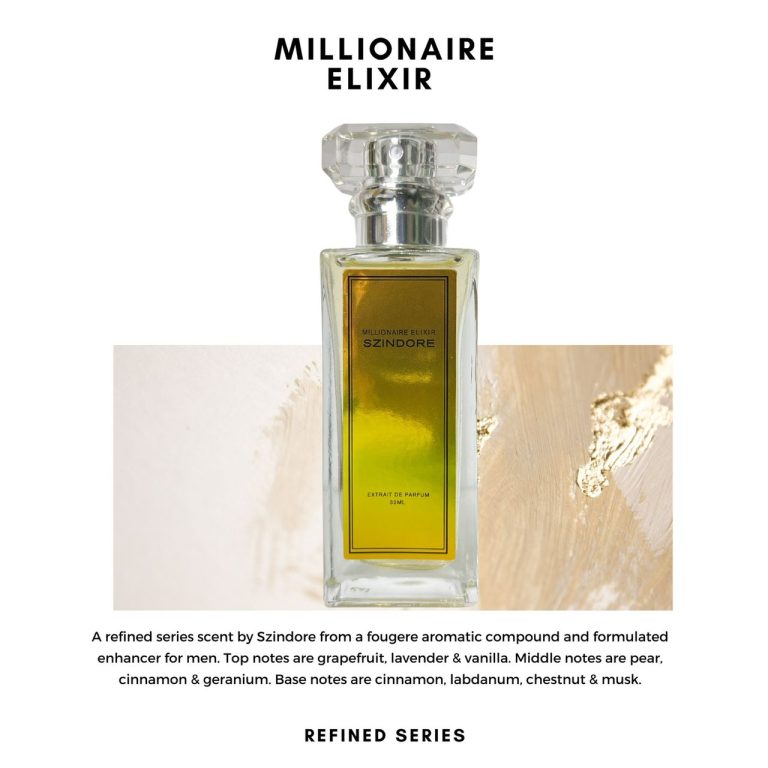 MILLIONAIRE
ELIXIR
MILLIONAIRE ELIXIR
SZINDORE
EXTRAIT DE PARFUM
33ML
A refined series scent by Szindore from a fougere aromatic compound and formulated
enhancer for men. Top notes are grapefruit, lavender & vanilla. Middle notes are pear,
cinnamon & geranium. Base notes are cinnamon, labdanum, chestnut & musk.
REFINED SERIES